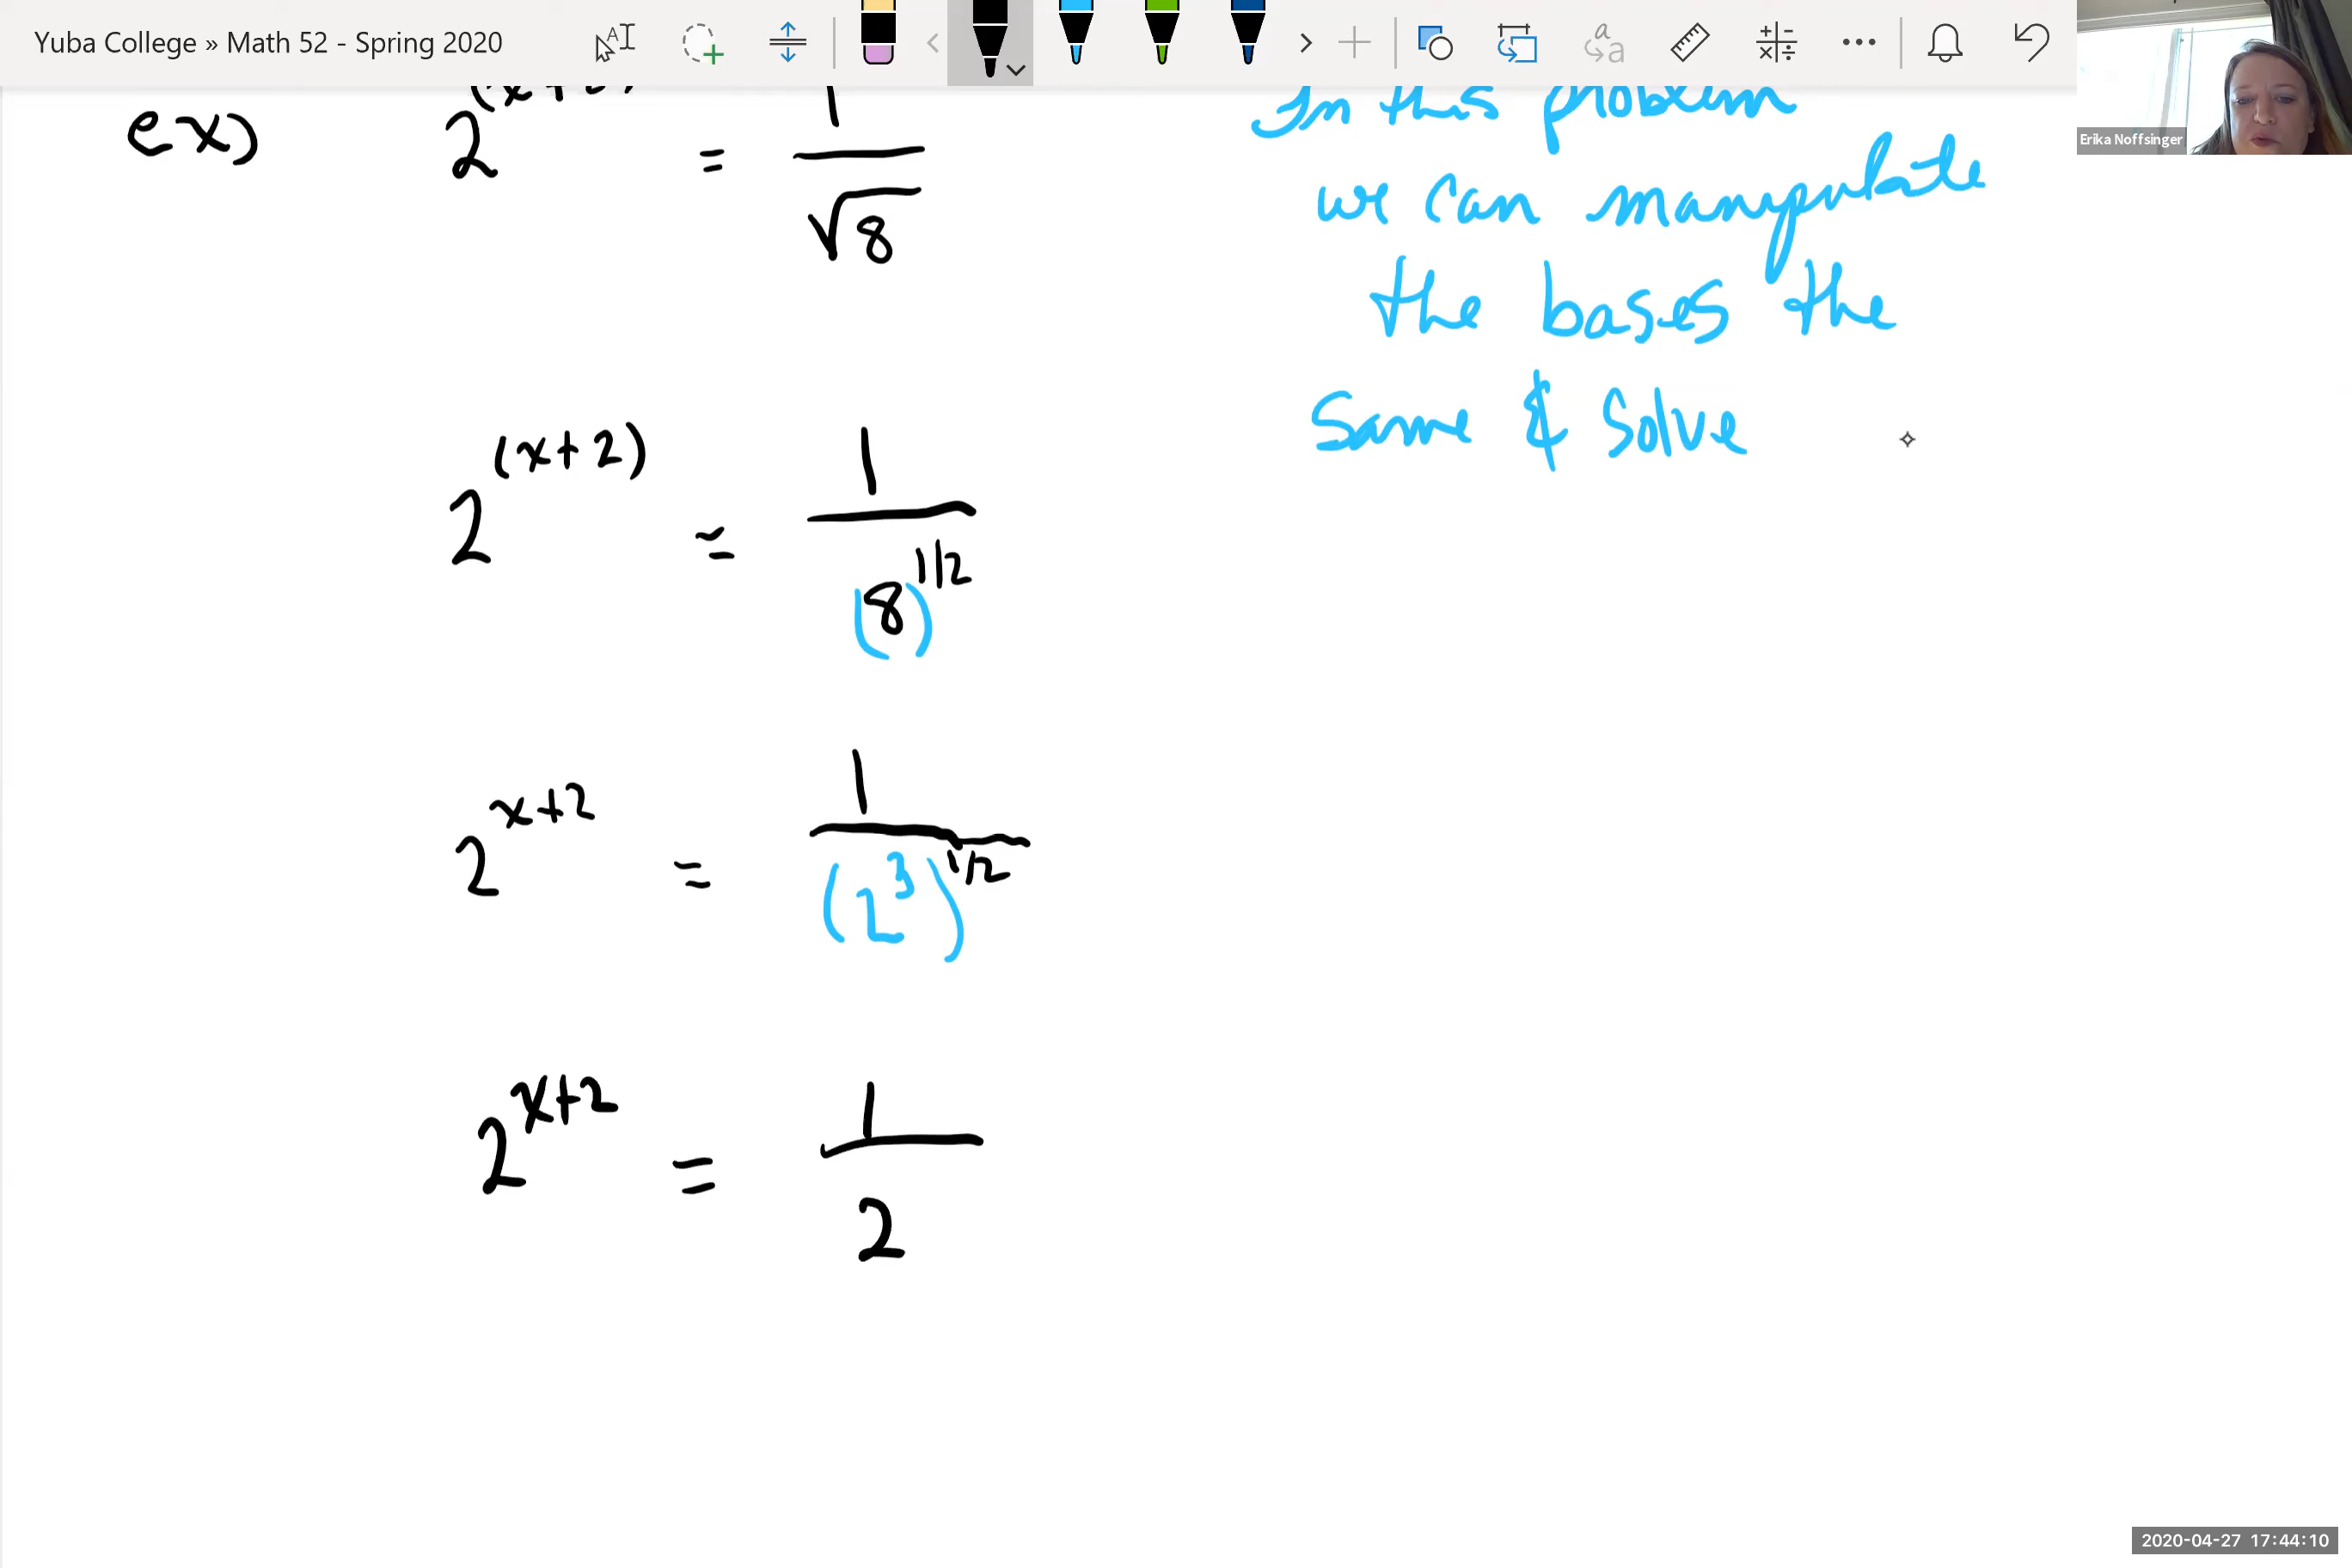 Yuba College » Math 52 - Spring 2020
Erika Noffsinger
ex) 2^(x+2) = 1/√8
In this problem
we can manipulate
the bases the
Same & Solve
2^(x+2) = 1/(8)^1/2
2^x+2 = 1/(2^3)^1/2
2^x+2 = 1/2
2020-04-27 17:44:10